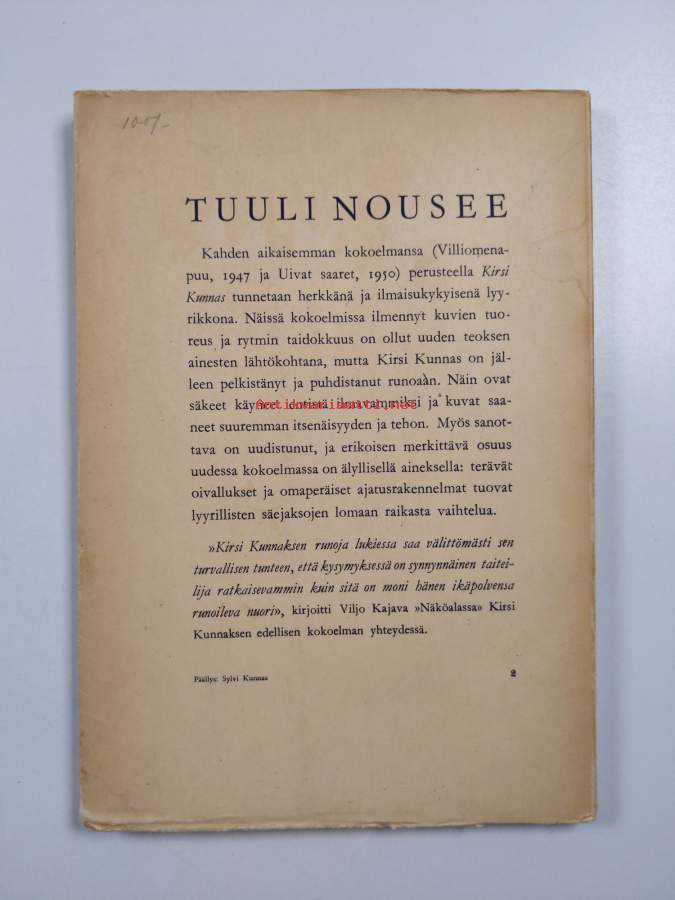 100/-
TUULI NOUSEE
Kahden aikaisemman kokoelmansa (Villiomena-
puu, 1947 ja Uivat saaret, 1950) perusteella Kirsi
Kunnas tunnetaan herkkänä ja ilmaisukykyisenä lyy-
rikkona. Näissä kokoelmissa ilmennyt kuvien tuo-
reus ja rytmin taidokkuus on ollut uuden teoksen
ainesten lähtökohtana, mutta Kirsi Kunnas on jäl-
leen pelkistänyt ja puhdistanut runoaan. Näin ovat
säkeet käyneet entistä ilmavammiksi ja kuvat saa-
Antikvariaatti.net
neet suuremman itsenäisyyden ja tehon. Myös sanot-
tava on uudistunut, ja erikoisen merkittävä osuus
uudessa kokoelmassa on älyllisellä aineksella: terävät
oivallukset ja omaperäiset ajatusrakennelmat tuovat
lyyrillisten säejaksojen lomaan raikasta vaihtelua.
»Kirsi Kunnaksen runoja lukiessa saa välittömästi sen
turvallisen tunteen, että kysymyksessä on synnynnäinen taitei-
lija ratkaisevammin kuin sitä on moni hänen ikäpolvensa
runoileva nuori», kirjoitti Viljo Kajava »Näköalassa» Kirsi
Kunnaksen edellisen kokoelman yhteydessä.
Päällys: Sylvi Kunnas
2